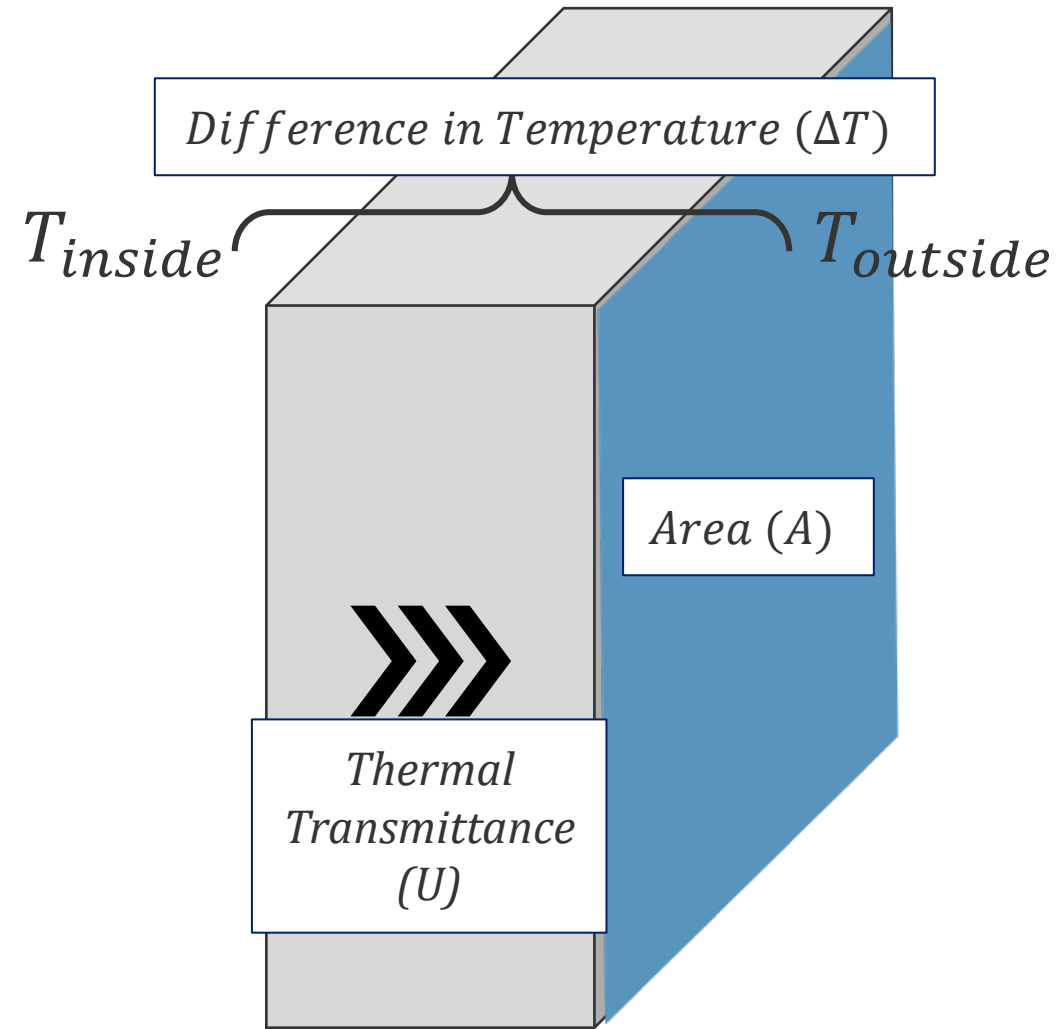 Difference in Temperature (ΔT)
T_inside
T_outside
Area (A)
Thermal
Transmittance
(U)